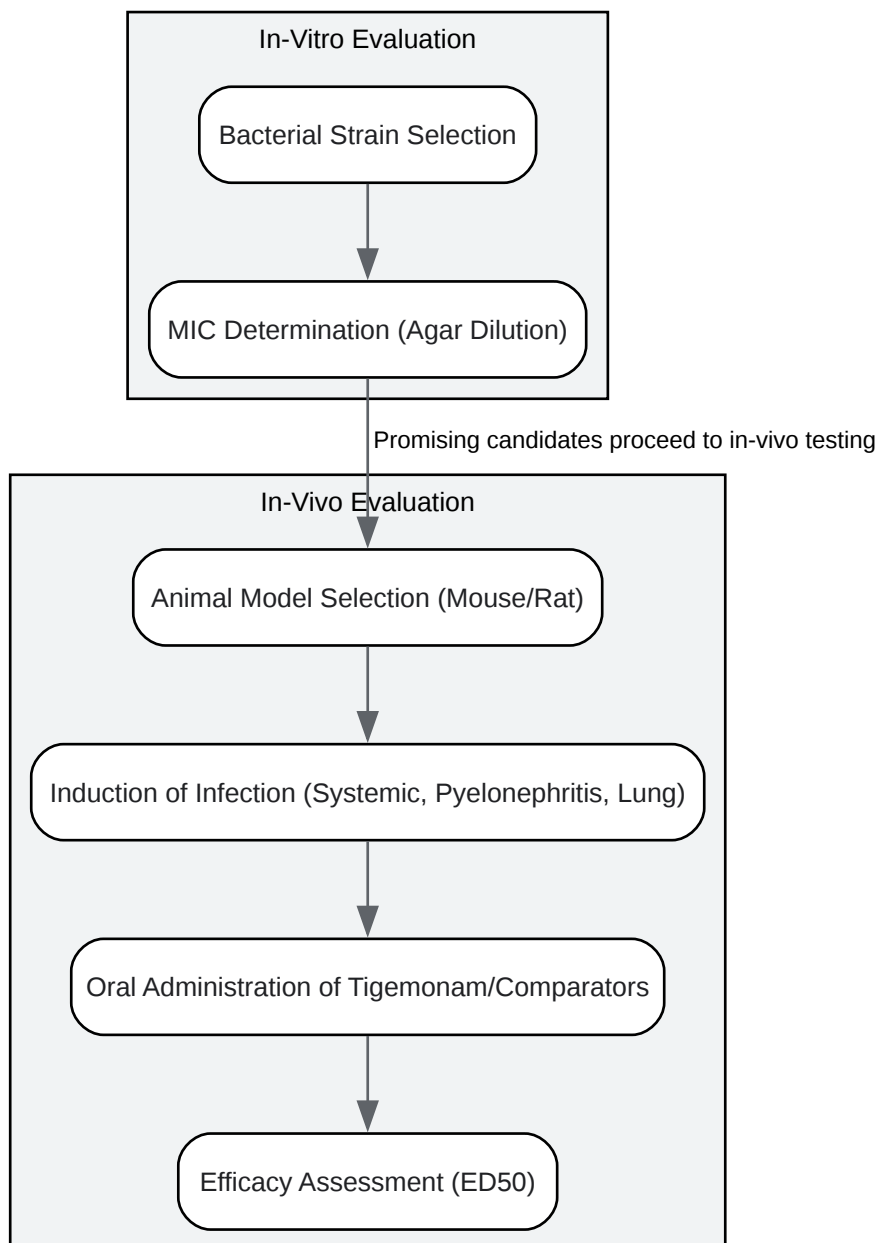 In-Vitro Evaluation
Bacterial Strain Selection
MIC Determination (Agar Dilution)
Promising candidates proceed to in-vivo testing
In-Vivo Evaluation
Animal Model Selection (Mouse/Rat)
Induction of Infection (Systemic, Pyelonephritis, Lung)
Oral Administration of Tigemonam/Comparators
Efficacy Assessment (ED50)